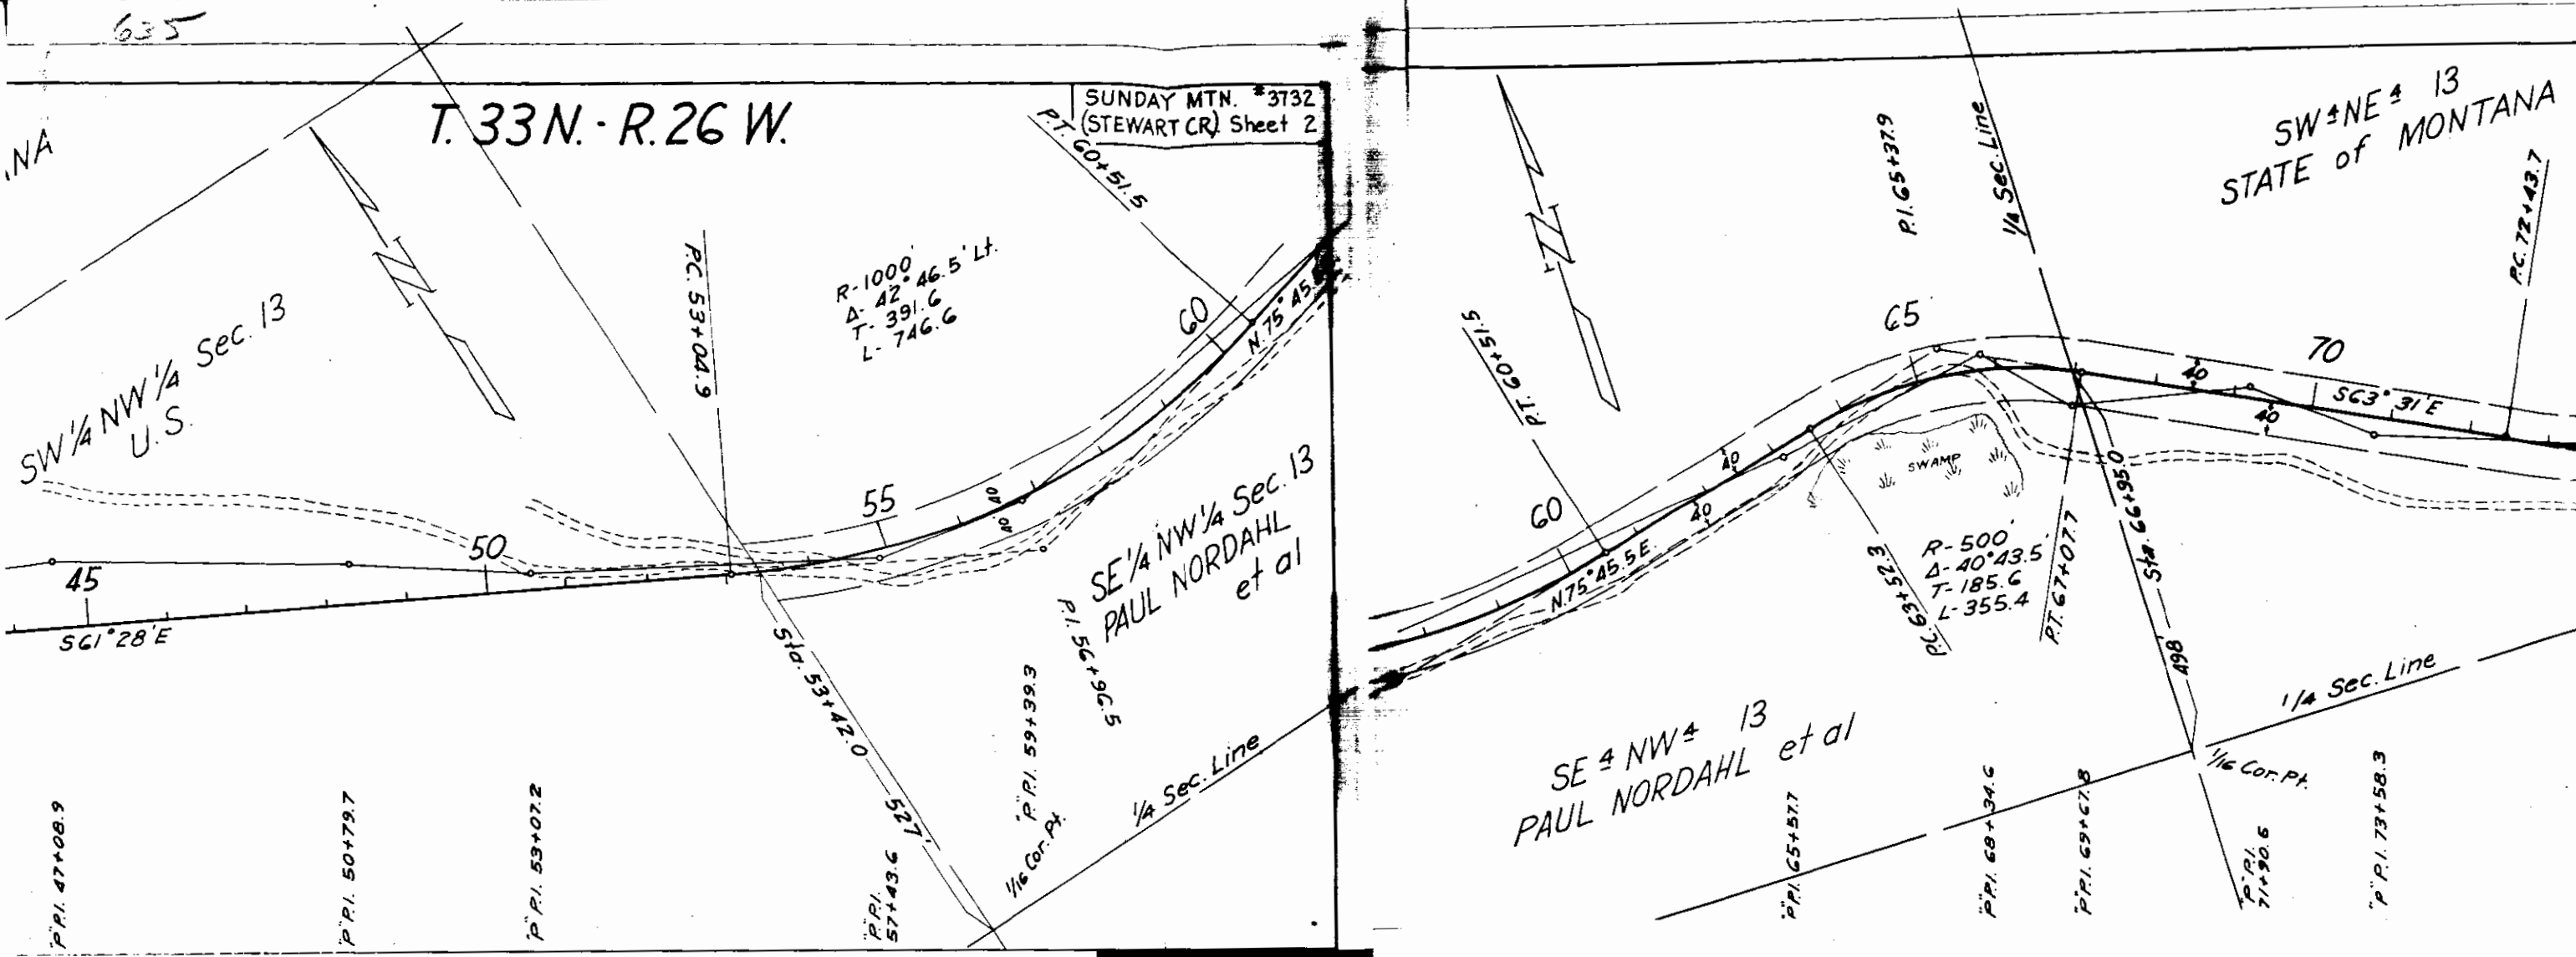 635
.NA
T. 33 N. - R. 26 W.
SUNDAY MTN. #3732
(STEWART CR.) Sheet 2
P.T. 60+51.5
P.C. 53+04.9
R-1000'
Δ- 42°46.5' Lt.
T- 391.6
L- 746.6
60
N. 75° 45.
SW 1/4 NW 1/4 Sec. 13
U.S.
55
40
40
50
45
S61°28'E
SE 1/4 NW 1/4 Sec. 13
PAUL NORDAHL
et al
P.I. 56+96.5
Sta. 53+42.0
527'
1/4 Sec. Line
1/16 Cor. Pt.
"P" P.I. 47+08.9
"P" P.I. 50+79.7
"P" P.I. 53+07.2
"P" P.I.
57+43.6
"P" P.I. 59+39.3
SW 4 NE 4 13
STATE of MONTANA
P.I. 65+37.9
1/4 Sec. Line
P.C. 72+43.7
P.T. 60+51.5
65
70
40
40
S63°31'E
60
40
40
SWAMP
N.75°45.5'E.
P.C. 63+52.3
R-500'
Δ-40°43.5'
T-185.6
L-355.4
P.T. 67+07.7
Sta. 66+95.0
498'
1/4 Sec. Line
1/16 Cor. Pt.
SE 4 NW 4 13
PAUL NORDAHL et al
"P" P.I. 65+57.7
"P" P.I. 68+34.6
"P" P.I. 69+67.8
"P" P.I.
71+90.6
"P" P.I. 73+58.3